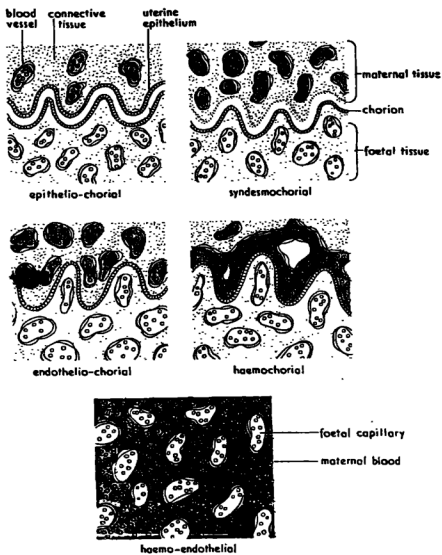 blood
vessel
connective
tissue
uterine
epithelium
maternal tissue
chorion
foetal tissue
epithelio-chorial
syndesmochorial
endothelio-chorial
haemochorial
foetal capillary
maternal blood
haemo-endothelial